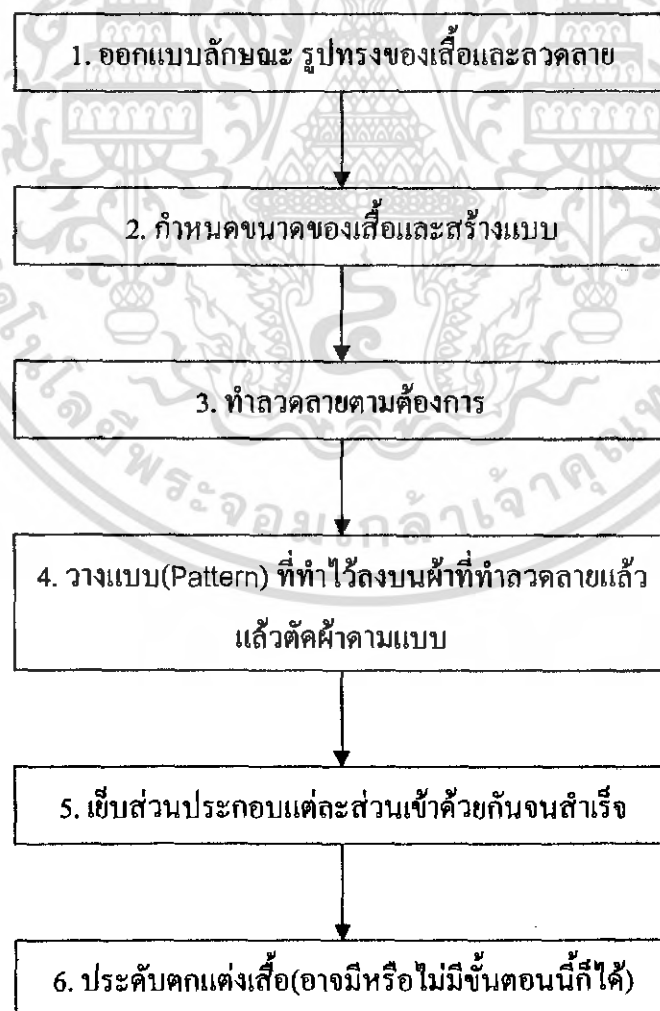 1. ออกแบบลักษณะ รูปทรงของเสื้อและลวดลาย
2. กำหนดขนาดของเสื้อและสร้างแบบ
3. ทำลวดลายตามต้องการ
4. วางแบบ(Pattern) ที่ทำไว้ลงบนผ้าที่ทำลวดลายแล้ว
แล้วตัดผ้าตามแบบ
5. เย็บส่วนประกอบแต่ละส่วนเข้าด้วยกันจนสำเร็จ
6. ประดับตกแต่งเสื้อ(อาจมีหรือไม่มีขั้นตอนนี้ก็ได้)